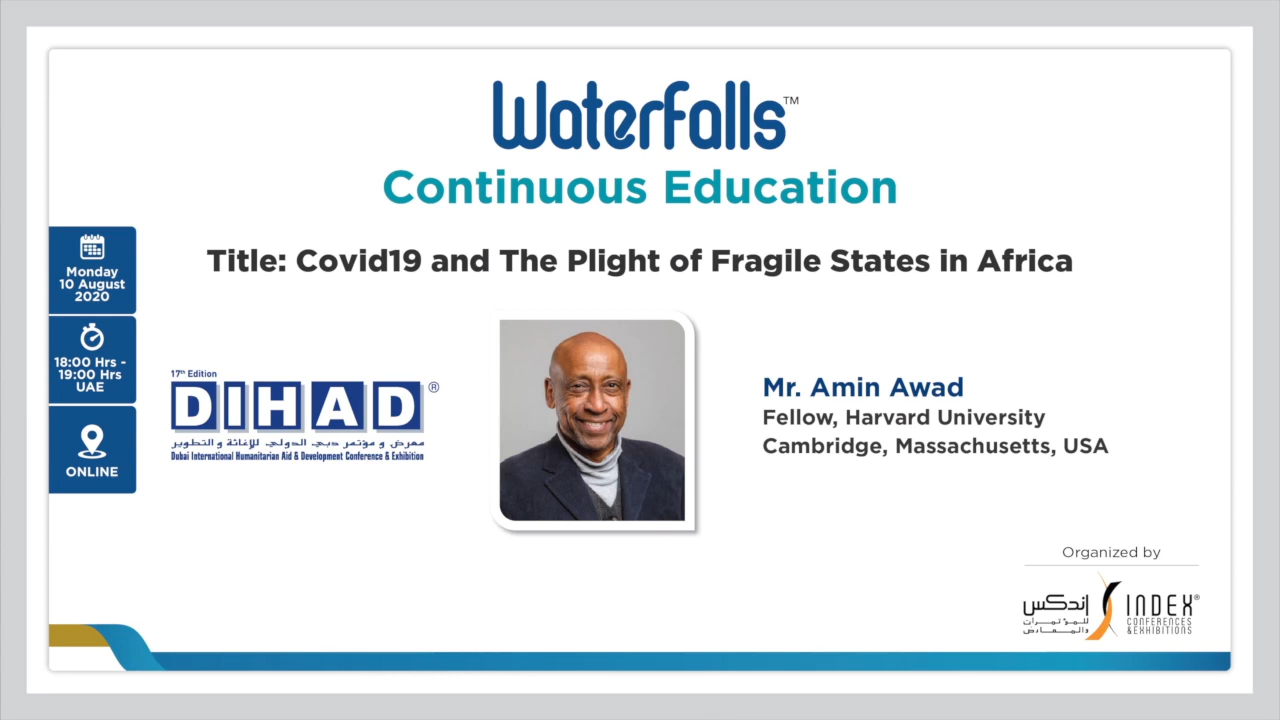 Waterfalls™
Continuous Education
Title: Covid19 and The Plight of Fragile States in Africa
Monday
10 August
2020
18:00 Hrs -
19:00 Hrs
UAE
ONLINE
17th Edition
DIHAD®
معرض و مؤتمر دبي الدولي للإغاثة و التطوير
Dubai International Humanitarian Aid & Development Conference & Exhibition
Mr. Amin Awad
Fellow, Harvard University
Cambridge, Massachusetts, USA
Organized by
إندكس
للمؤتمرات
والمعارض
INDEX®
CONFERENCES
& EXHIBITIONS